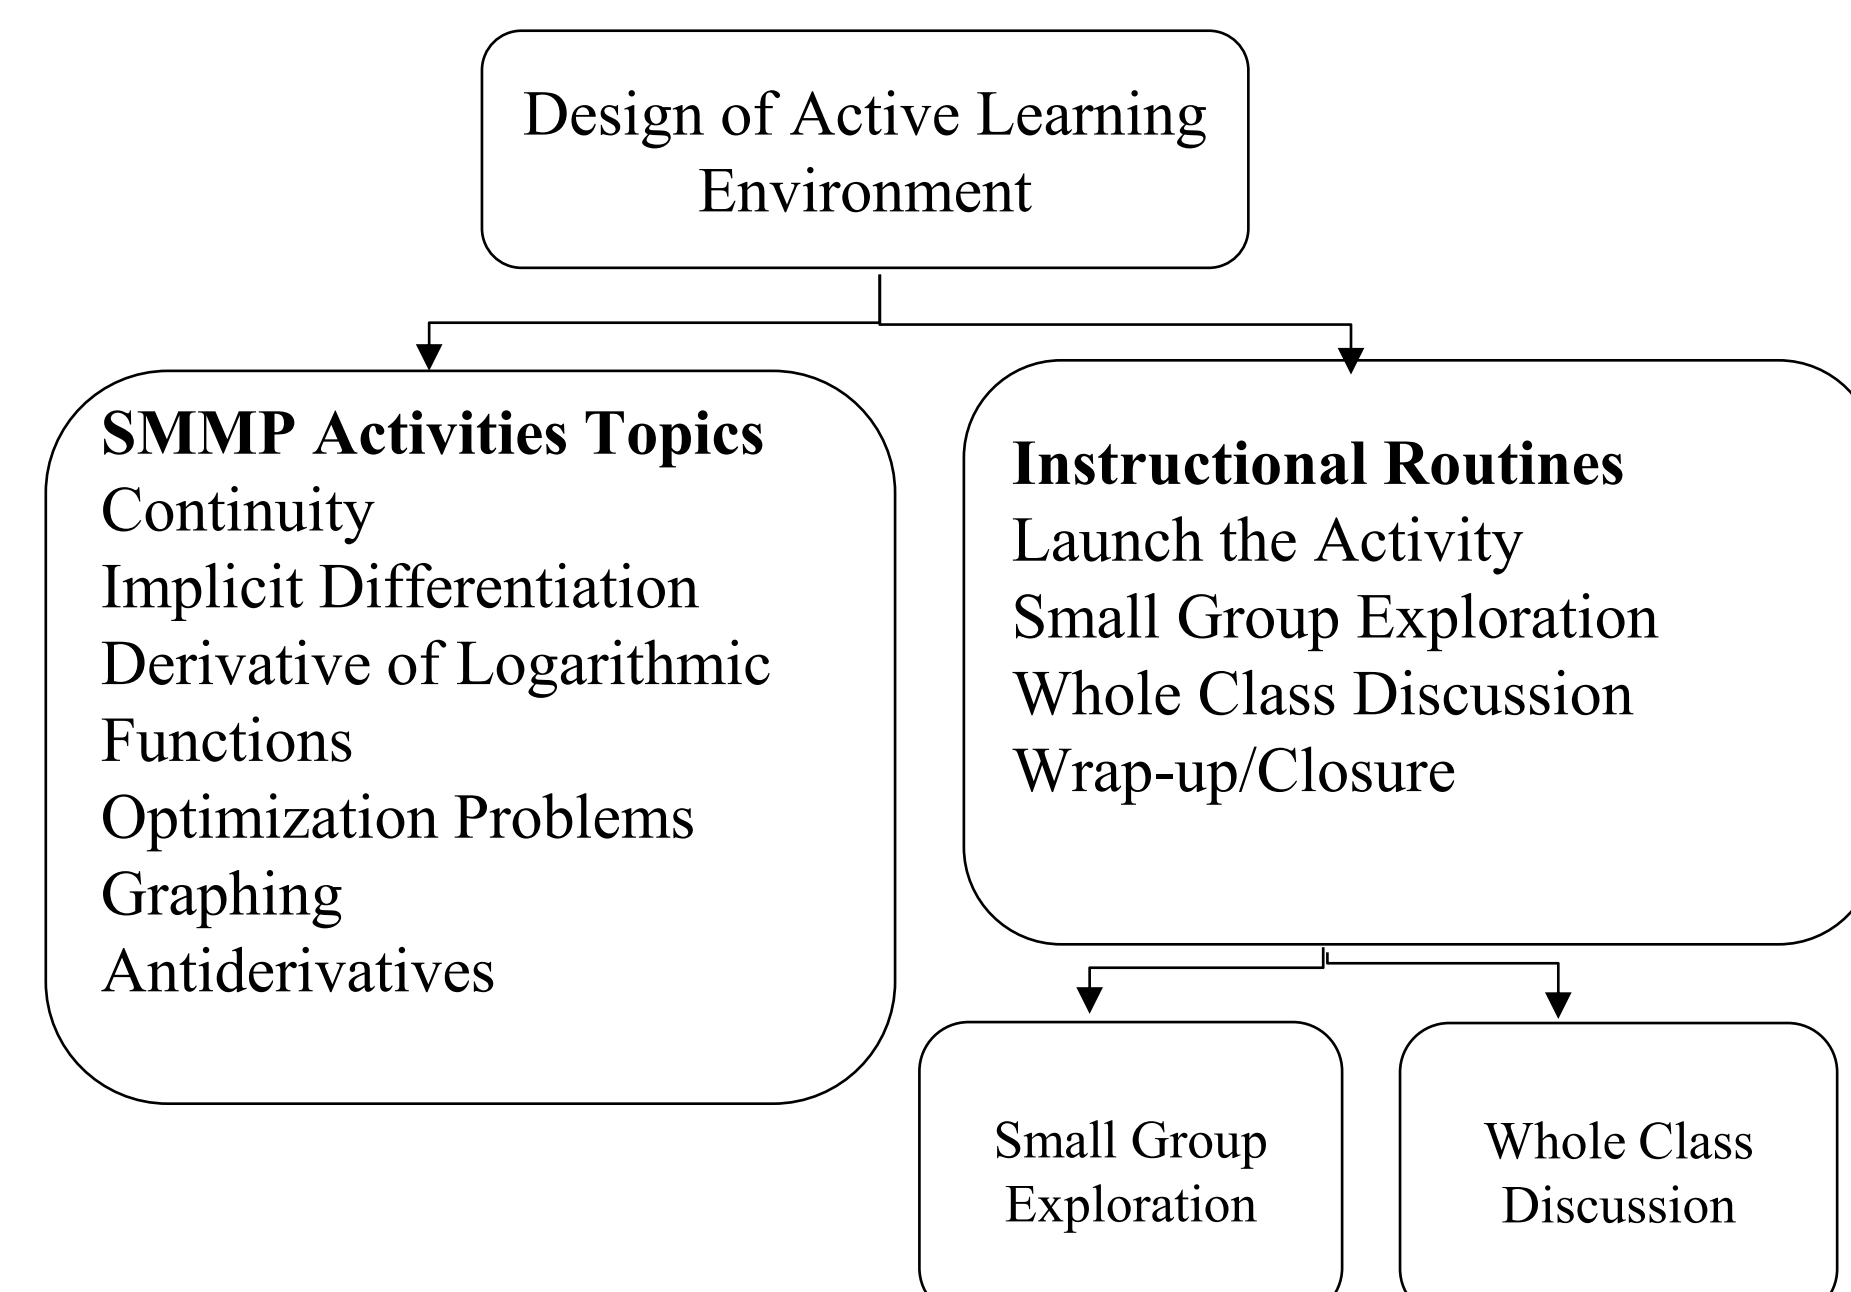 Design of Active Learning
Environment
SMMP Activities Topics
Continuity
Implicit Differentiation
Derivative of Logarithmic
Functions
Optimization Problems
Graphing
Antiderivatives
Instructional Routines
Launch the Activity
Small Group Exploration
Whole Class Discussion
Wrap-up/Closure
Small Group
Exploration
Whole Class
Discussion